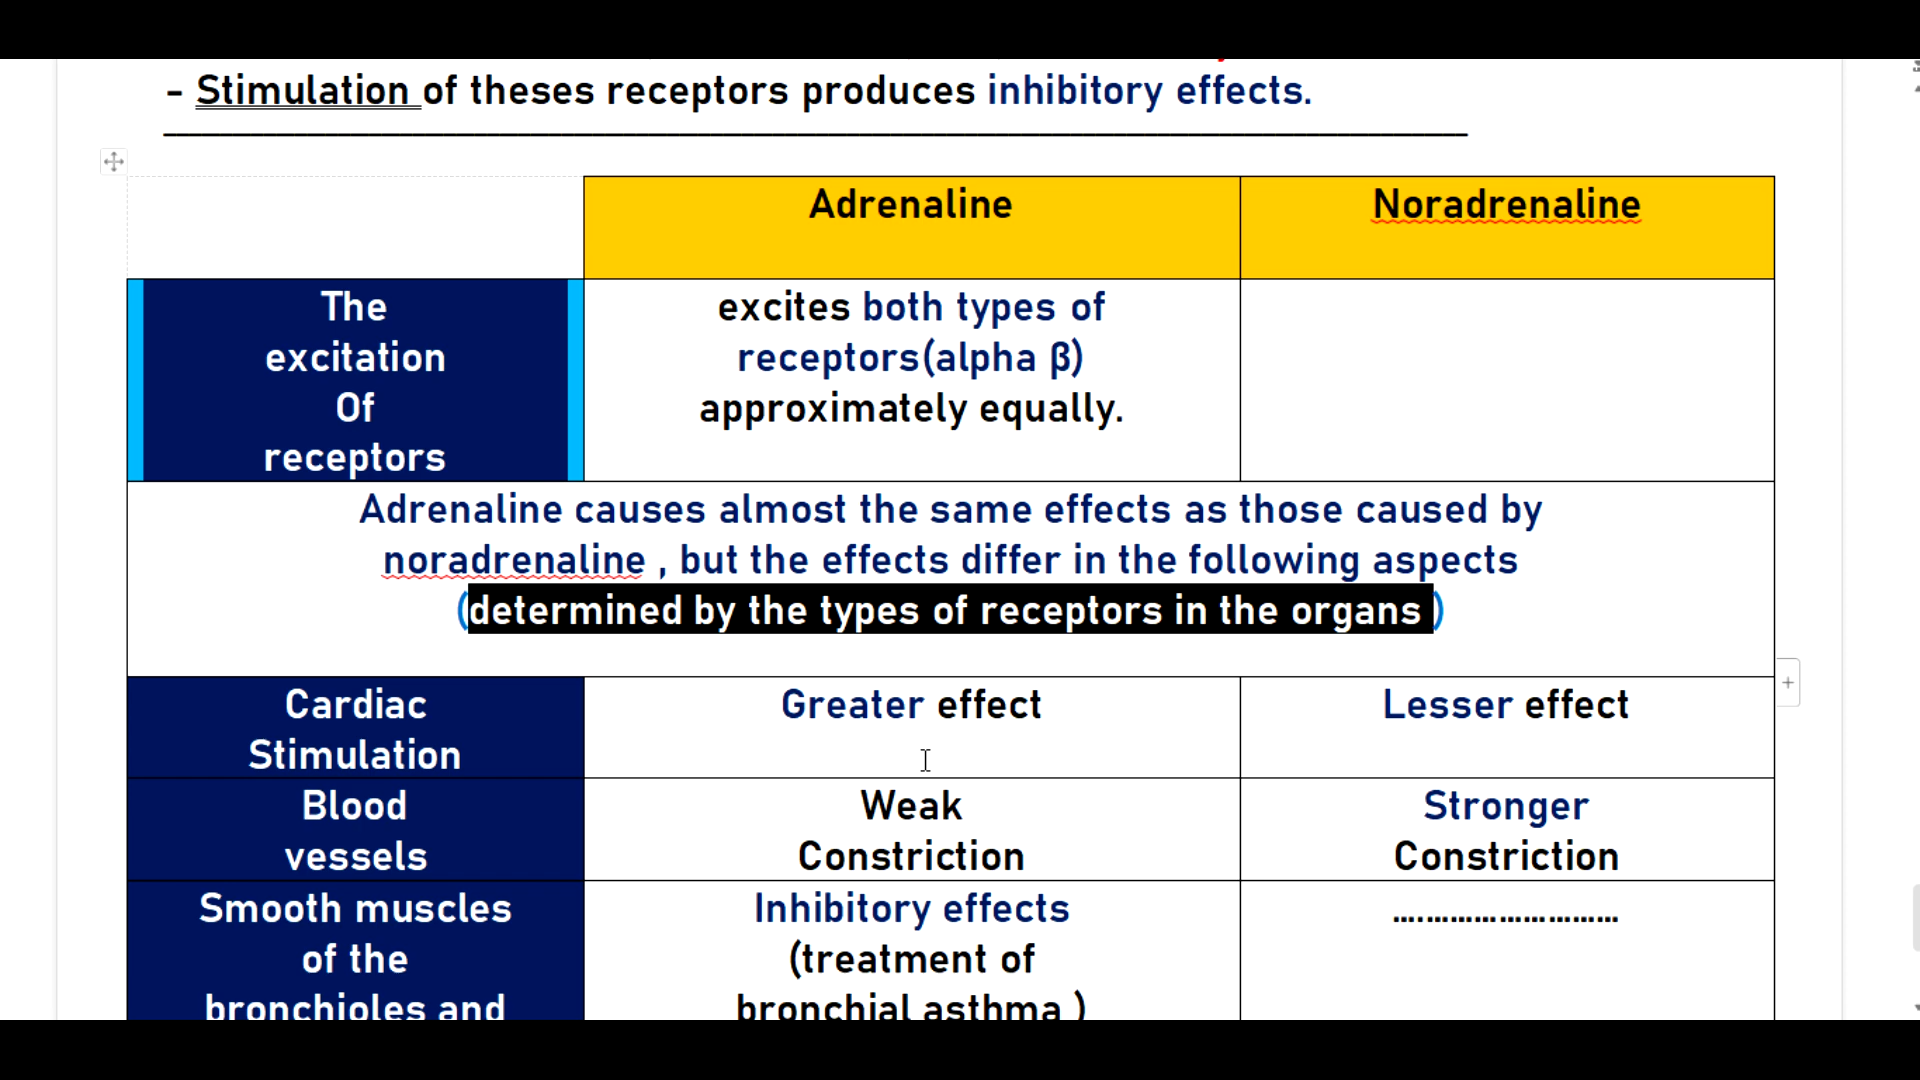 - Stimulation of theses receptors produces inhibitory effects.
Adrenaline
Noradrenaline
The
excitation
Of
receptors
excites both types of
receptors(alpha β)
approximately equally.
Adrenaline causes almost the same effects as those caused by
noradrenaline , but the effects differ in the following aspects
(determined by the types of receptors in the organs )
Cardiac
Stimulation
Greater effect
Lesser effect
Blood
vessels
Weak
Constriction
Stronger
Constriction
Smooth muscles
of the
bronchioles and
Inhibitory effects
(treatment of
bronchial asthma )
............................